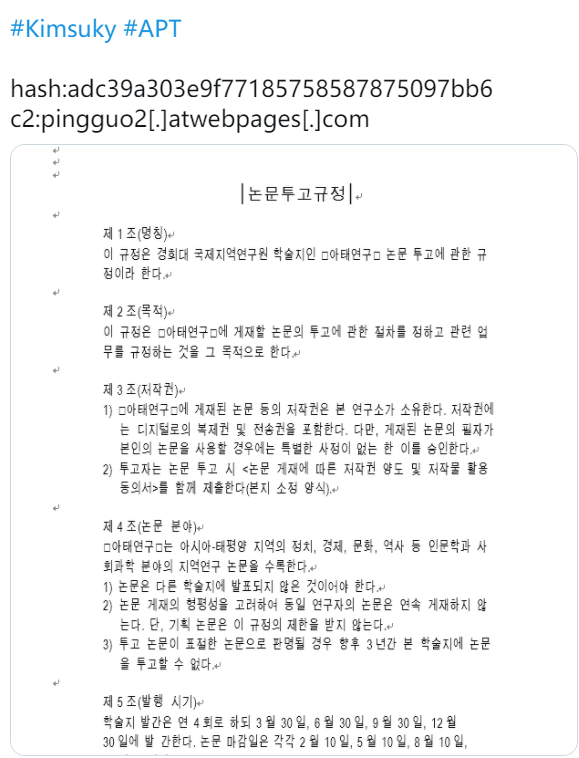 #Kimsuky #APT
hash:adc39a303e9f77185758587875097bb6
c2:pingguo2[.]atwebpages[.]com
|논문투고규정|
제 1 조(명칭)
이 규정은 경희대 국제지역연구원 학술지인 □아태연구□ 논문 투고에 관한 규
정이라 한다.
제 2 조(목적)
이 규정은 □아태연구□에 게재할 논문의 투고에 관한 절차를 정하고 관련 업
무를 규정하는 것을 그 목적으로 한다.
제 3 조(저작권)
1) □아태연구□에 게재된 논문 등의 저작권은 본 연구소가 소유한다. 저작권에
는 디지털로의 복제권 및 전송권을 포함한다. 다만, 게재된 논문의 필자가
본인의 논문을 사용할 경우에는 특별한 사정이 없는 한 이를 승인한다.
2) 투고자는 논문 투고 시 <논문 게재에 따른 저작권 양도 및 저작물 활용
동의서>를 함께 제출한다(본지 소정 양식).
제 4 조(논문 분야)
□아태연구□는 아시아-태평양 지역의 정치, 경제, 문화, 역사 등 인문학과 사
회과학 분야의 지역연구 논문을 수록한다.
1) 논문은 다른 학술지에 발표되지 않은 것이어야 한다.
2) 논문 게재의 형평성을 고려하여 동일 연구자의 논문은 연속 게재하지 않
는다. 단, 기획 논문은 이 규정의 제한을 받지 않는다.
3) 투고 논문이 표절한 논문으로 판명될 경우 향후 3년간 본 학술지에 논문
을 투고할 수 없다.
제 5 조(발행 시기)
학술지 발간은 연 4회로 하되 3월 30일, 6월 30일, 9월 30일, 12월
30일에 발 간한다. 논문 마감일은 각각 2월 10일, 5월 10일, 8월 10일,